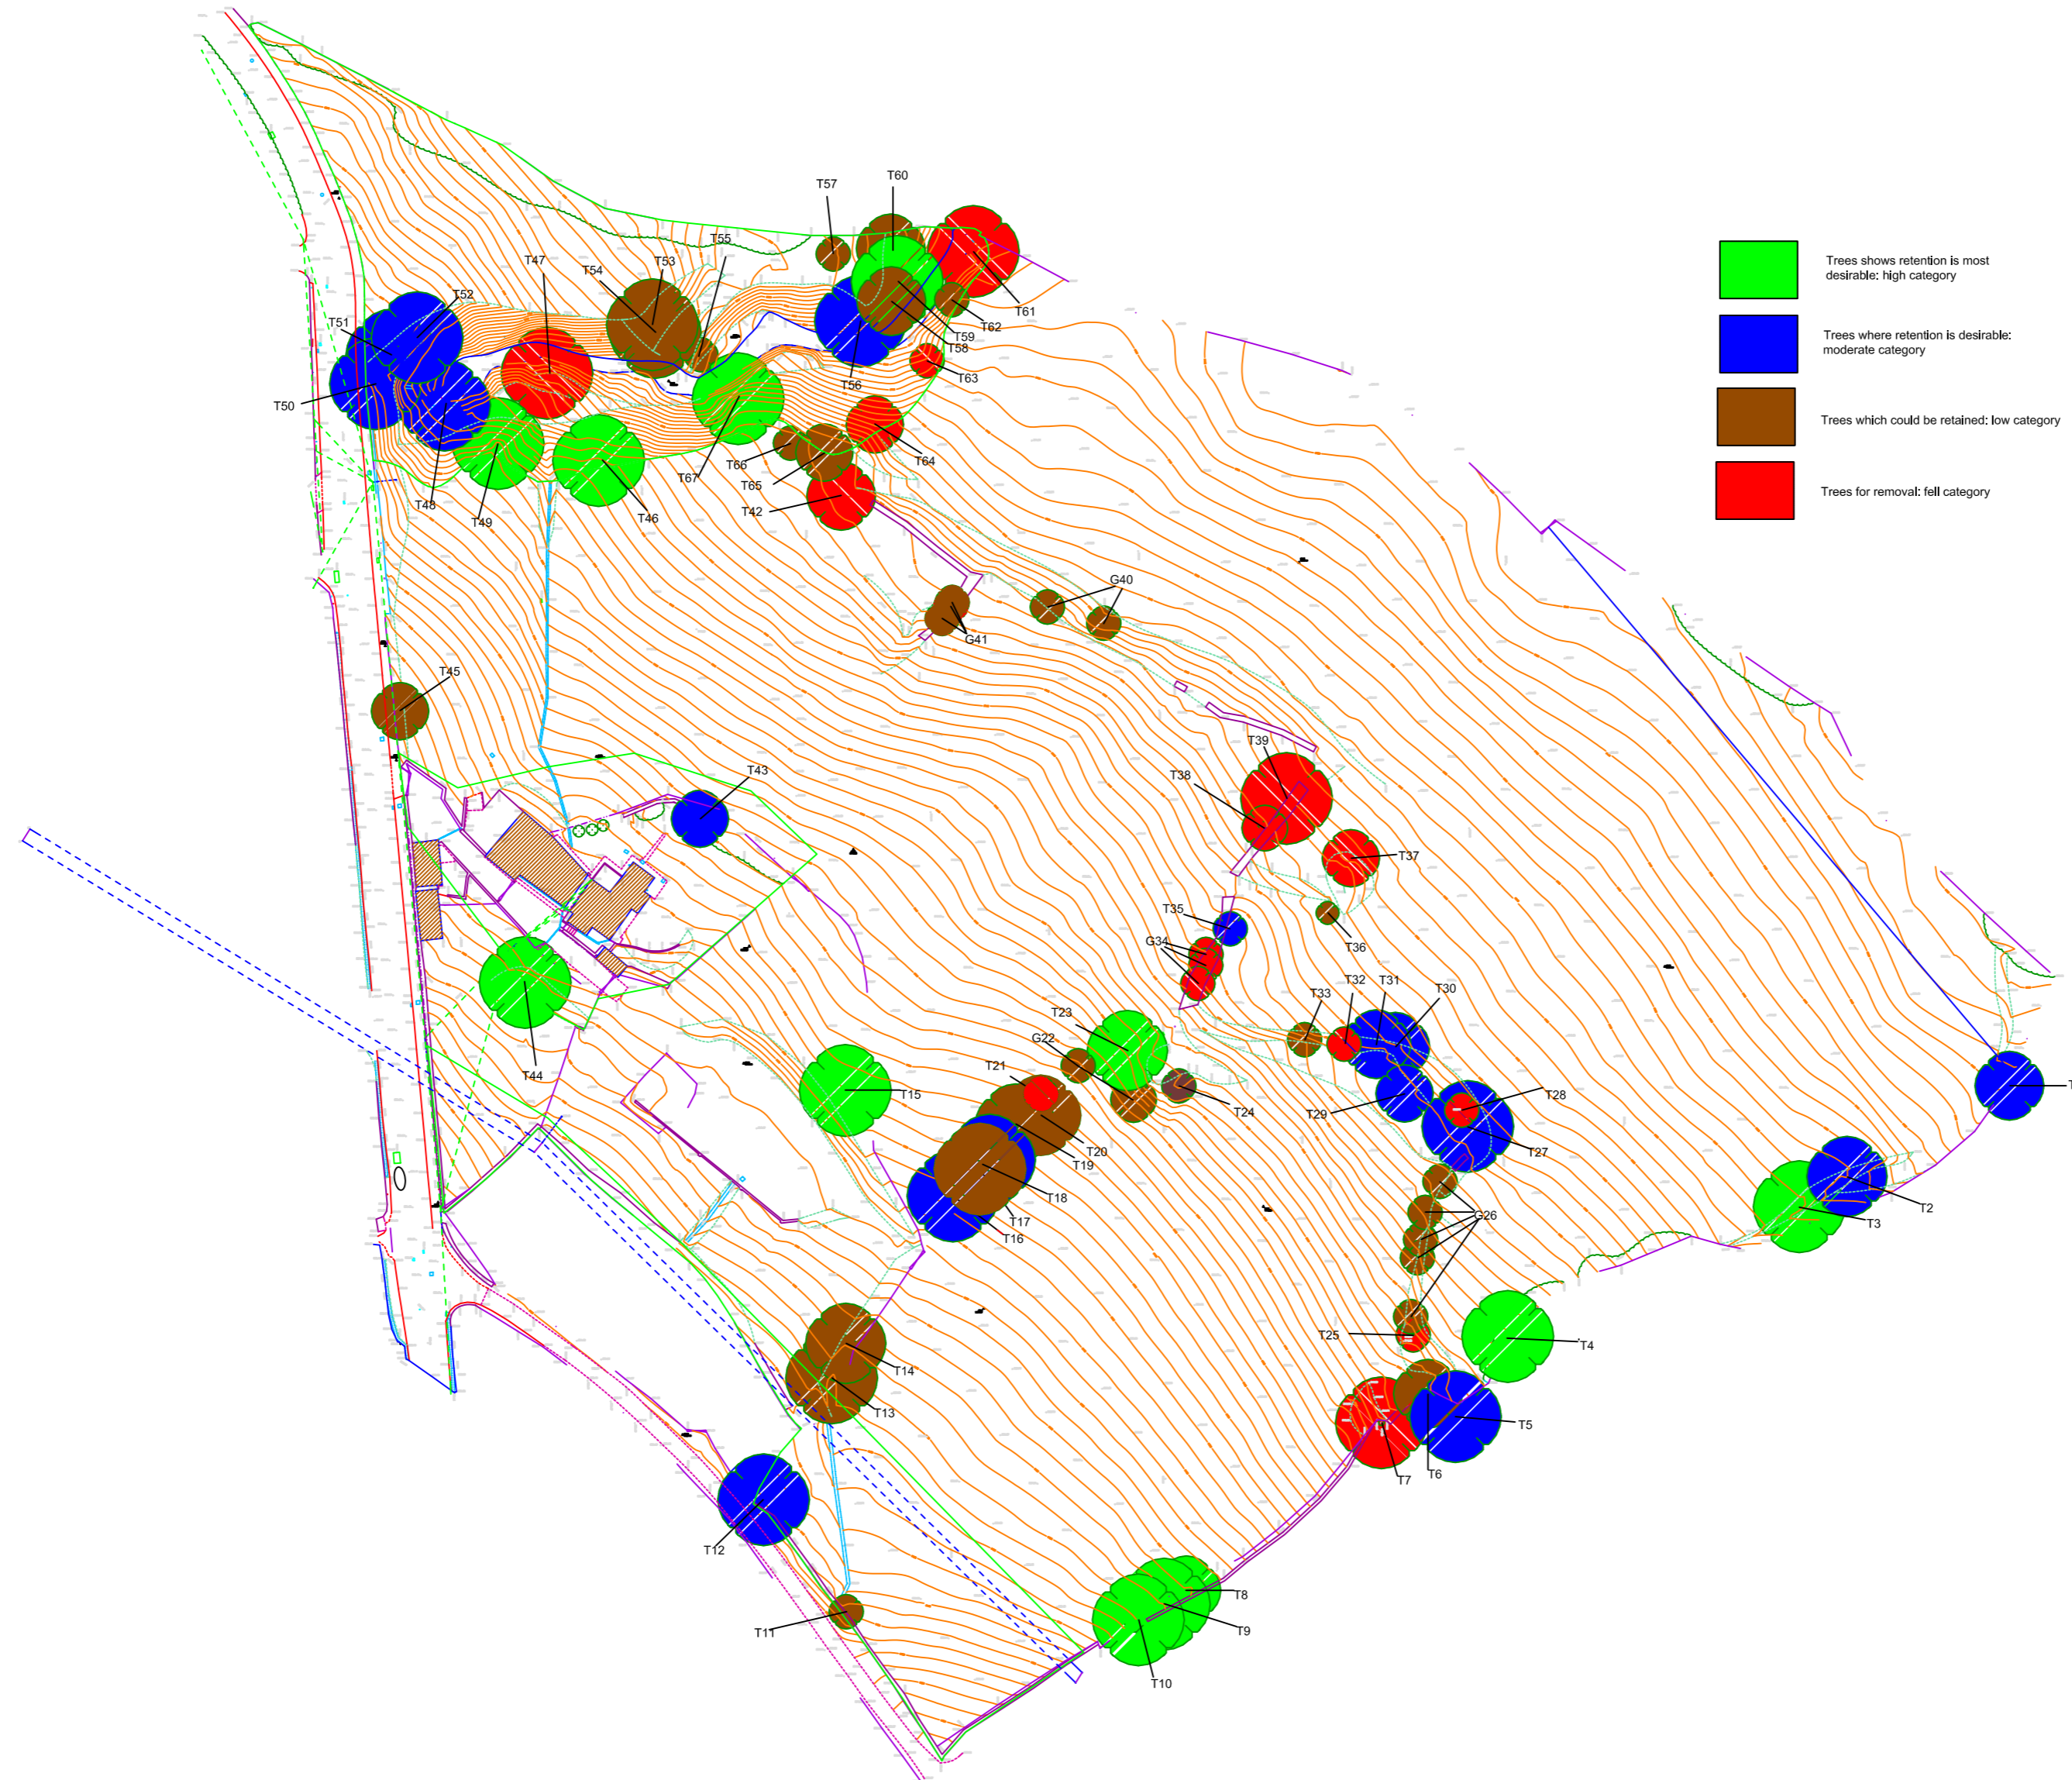 T57
T60
T55
T53
T47
T54
T52
T51
T61
T62
T59
T58
T56
T63
T50
T66
T67
T65
T64
T48
T49
T46
T42
G40
G41
T45
T39
T43
T38
T37
T35
G34
T36
T33
T32
T31
T30
T23
G22
T21
T44
T15
T24
T29
T28
T
T20
T19
T27
T18
T17
T16
G26
T2
T3
T25
T4
T14
T13
T5
T6
T7
T12
T8
T9
T11
T10
Trees shows retention is most
desirable: high category
Trees where retention is desirable:
moderate category
Trees which could be retained: low category
Trees for removal: fell category